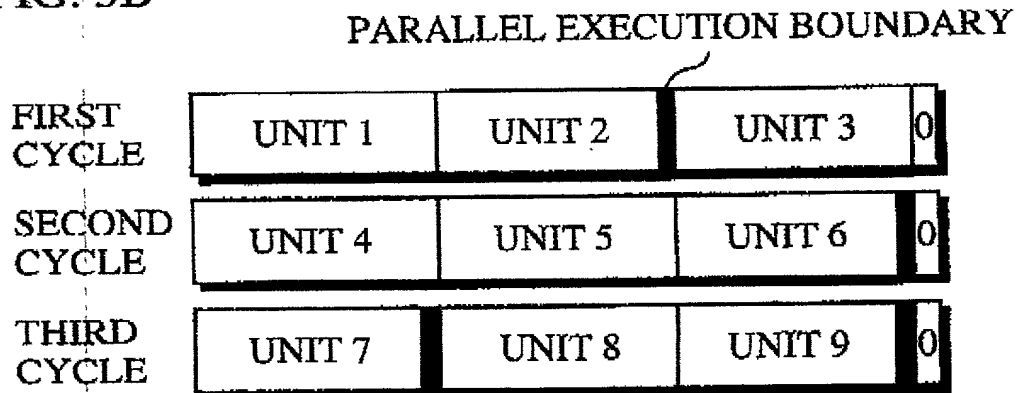 PARALLEL EXECUTION BOUNDARY
FIRST CYCLE UNIT 1 UNIT 2 UNIT 3 0
SECOND CYCLE UNIT 4 UNIT 5 UNIT 6 0
THIRD CYCLE UNIT 7 UNIT 8 UNIT 9 0